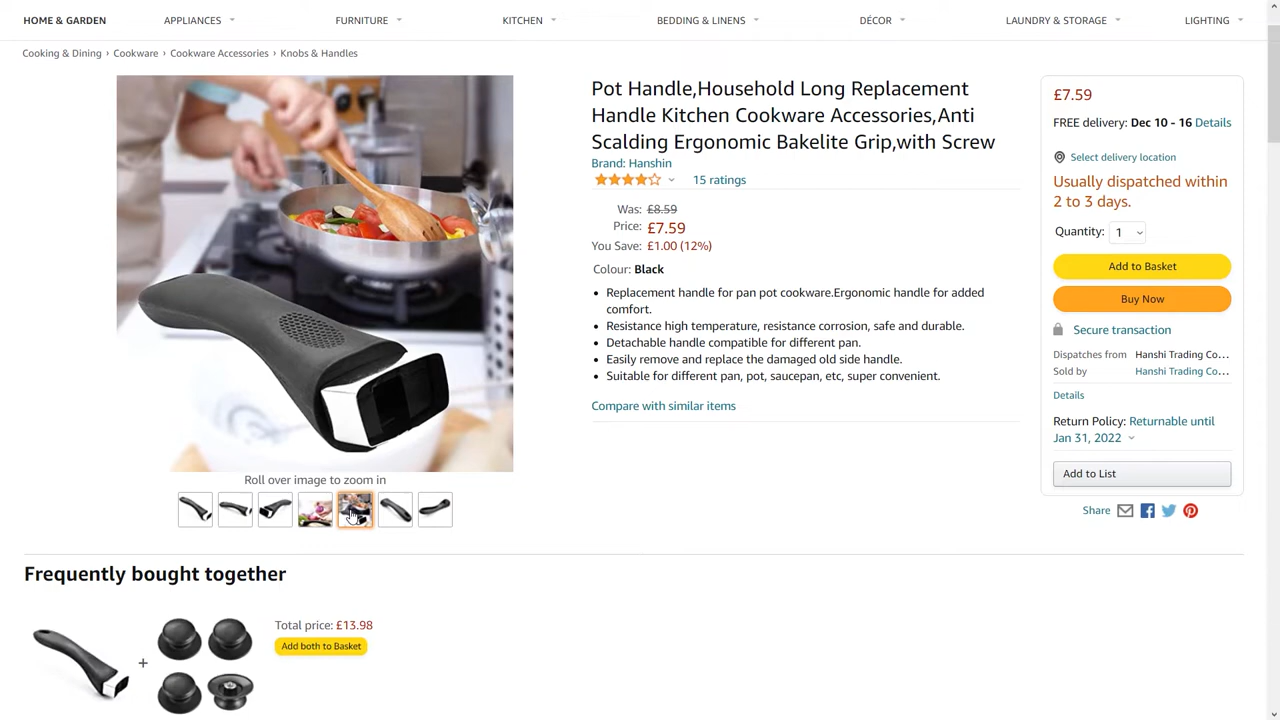 HOME & GARDEN
APPLIANCES
FURNITURE
KITCHEN
BEDDING & LINENS
DÉCOR
LAUNDRY & STORAGE
LIGHTING
Cooking & Dining › Cookware › Cookware Accessories › Knobs & Handles
Roll over image to zoom in
Pot Handle,Household Long Replacement
Handle Kitchen Cookware Accessories,Anti
Scalding Ergonomic Bakelite Grip,with Screw
Brand: Hanshin
15 ratings
Was: £8.59
Price: £7.59
You Save: £1.00 (12%)
Colour: Black
Replacement handle for pan pot cookware.Ergonomic handle for added
comfort.
Resistance high temperature, resistance corrosion, safe and durable.
Detachable handle compatible for different pan.
Easily remove and replace the damaged old side handle.
Suitable for different pan, pot, saucepan, etc, super convenient.
Compare with similar items
£7.59
FREE delivery: Dec 10 - 16 Details
Select delivery location
Usually dispatched within
2 to 3 days.
Quantity: 1
Add to Basket
Buy Now
Secure transaction
Dispatches from Hanshi Trading Co...
Sold by Hanshi Trading Co...
Details
Return Policy: Returnable until
Jan 31, 2022
Add to List
Share
Frequently bought together
+
Total price: £13.98
Add both to Basket